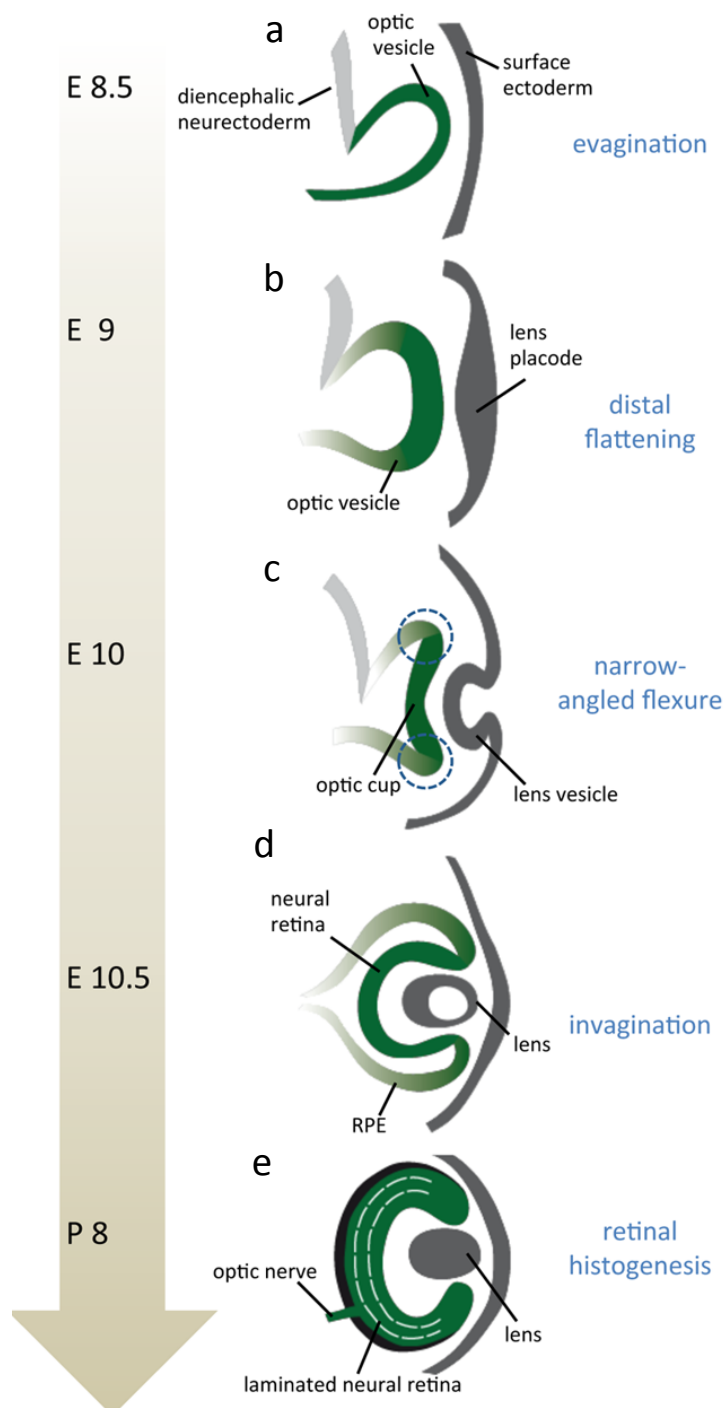 a
optic
vesicle
surface
ectoderm
E 8.5
diencephalic
neurectoderm
evagination
b
E 9
lens
placode
distal
flattening
optic vesicle
c
E 10
narrow-
angled flexure
optic cup
lens vesicle
d
neural
retina
E 10.5
invagination
lens
RPE
e
P 8
retinal
histogenesis
optic nerve
lens
laminated neural retina